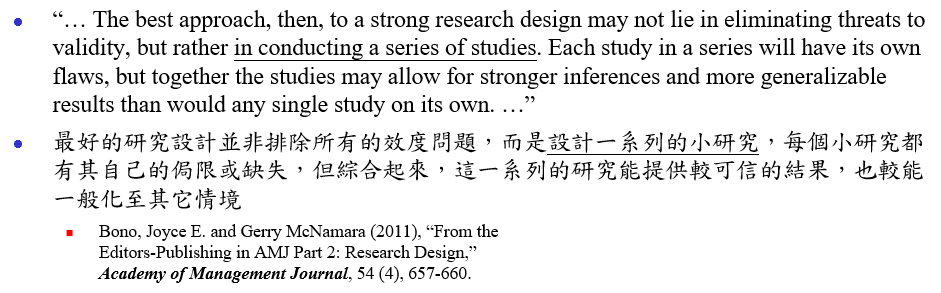 “… The best approach, then, to a strong research design may not lie in eliminating threats to
validity, but rather in conducting a series of studies. Each study in a series will have its own
flaws, but together the studies may allow for stronger inferences and more generalizable
results than would any single study on its own. …”
最好的研究設計並非排除所有的效度問題，而是設計一系列的小研究，每個小研究都
有其自己的侷限或缺失，但綜合起來，這一系列的研究能提供較可信的結果，也較能
一般化至其它情境
Bono, Joyce E. and Gerry McNamara (2011), “From the
Editors-Publishing in AMJ Part 2: Research Design,”
Academy of Management Journal, 54 (4), 657-660.